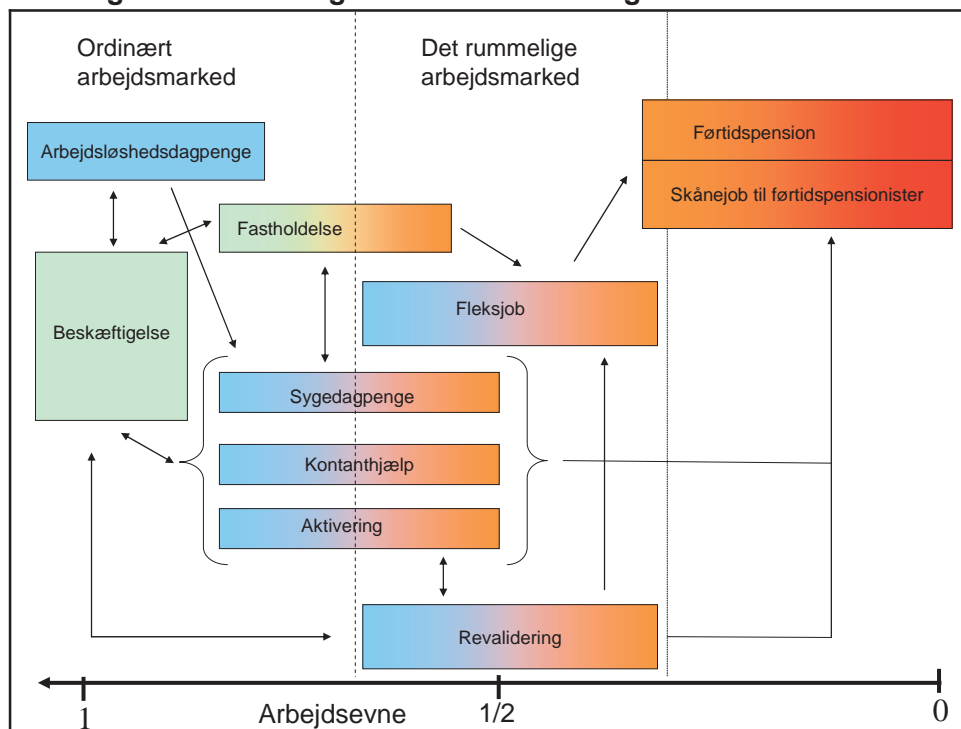 Ordinært
arbejdsmarked
Det rummelige
arbejdsmarked
Arbejdsløshedsdagpenge
Førtidspension
Skånejob til førtidspensionister
Fastholdelse
Beskæftigelse
Fleksjob
Sygedagpenge
Kontanthjælp
Aktivering
Revalidering
1
Arbejdsevne
1/2
0